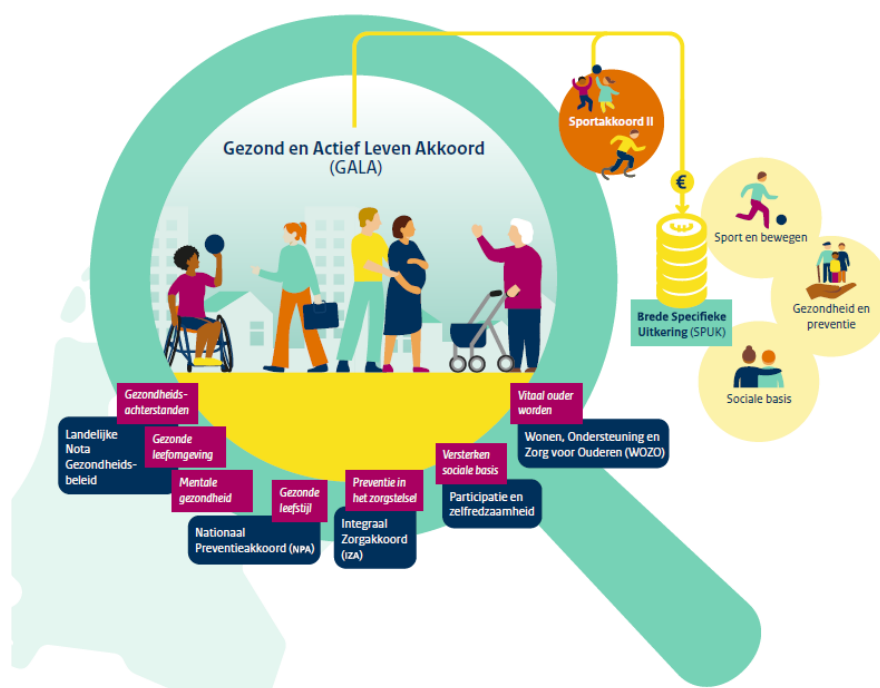 Gezond en Actief Leven Akkoord
(GALA)
Sportakkoord II
€
Brede Specifieke
Uitkering (SPUK)
Sport en bewegen
Gezondheid en
preventie
Sociale basis
Gezondheids-
achterstanden
Landelijke
Nota
Gezondheids-
beleid
Gezonde
leefomgeving
Mentale
gezondheid
Gezonde
leefstijl
Nationaal
Preventieakkoord (NPA)
Preventie in
het zorgstelsel
Integraal
Zorgakkoord
(IZA)
Versterken
sociale basis
Participatie en
zelfredzaamheid
Vitaal ouder
worden
Wonen, Ondersteuning en
Zorg voor Ouderen (WOZO)